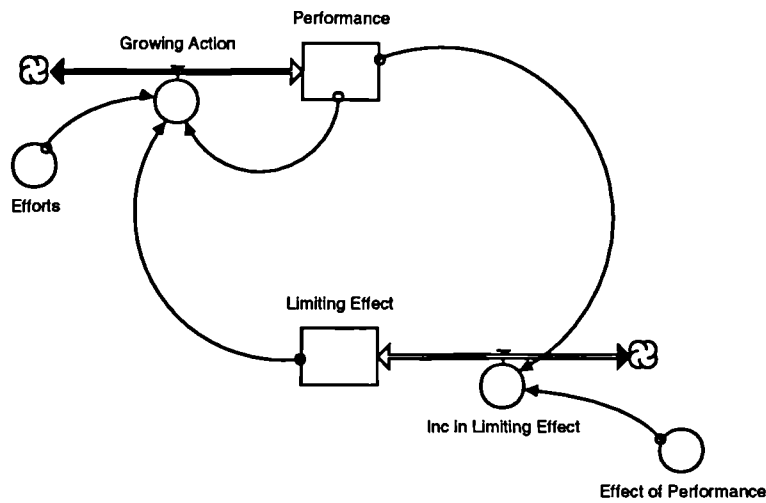 Performance
Growing Action
Efforts
Limiting Effect
Inc in Limiting Effect
Effect of Performance